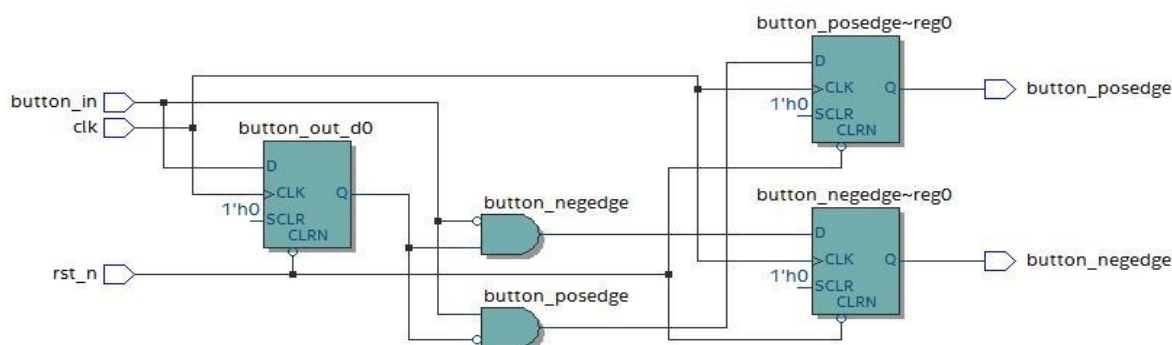 button_posedge~reg0
button_in
clk
rst_n
button_out_d0
D
CLK
1'h0
SCLR
CLRN
Q
button_negedge
button_posedge
D
CLK
1'h0
SCLR
CLRN
Q
button_posedge
button_negedge~reg0
D
CLK
1'h0
SCLR
CLRN
Q
button_negedge